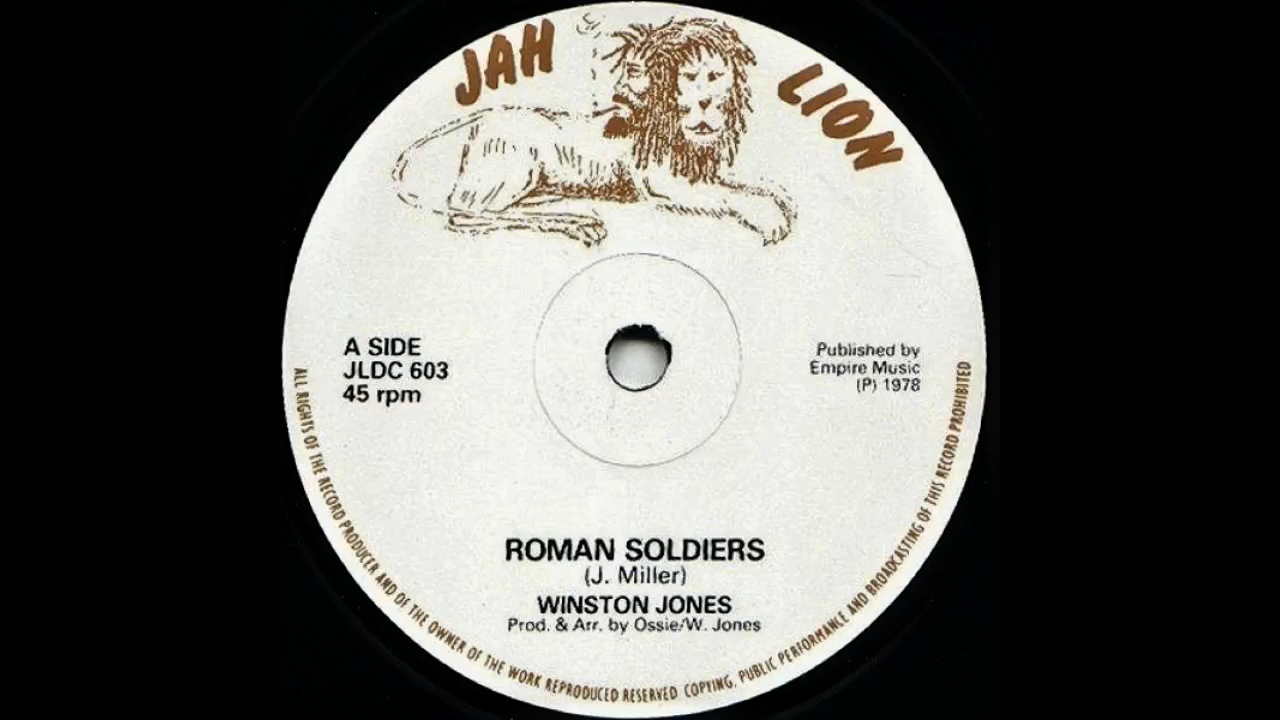 JAH LION
A SIDE
JLDC 603
45 rpm
Published by
Empire Music
(P) 1978
ROMAN SOLDIERS
(J. Miller)
WINSTON JONES
Prod. & Arr. by Ossie/W. Jones
ALL RIGHTS OF THE RECORD PRODUCER AND OF THE OWNER OF THE WORK REPRODUCED RESERVED COPYING, PUBLIC PERFORMANCE AND BROADCASTING OF THIS RECORD PROHIBITED